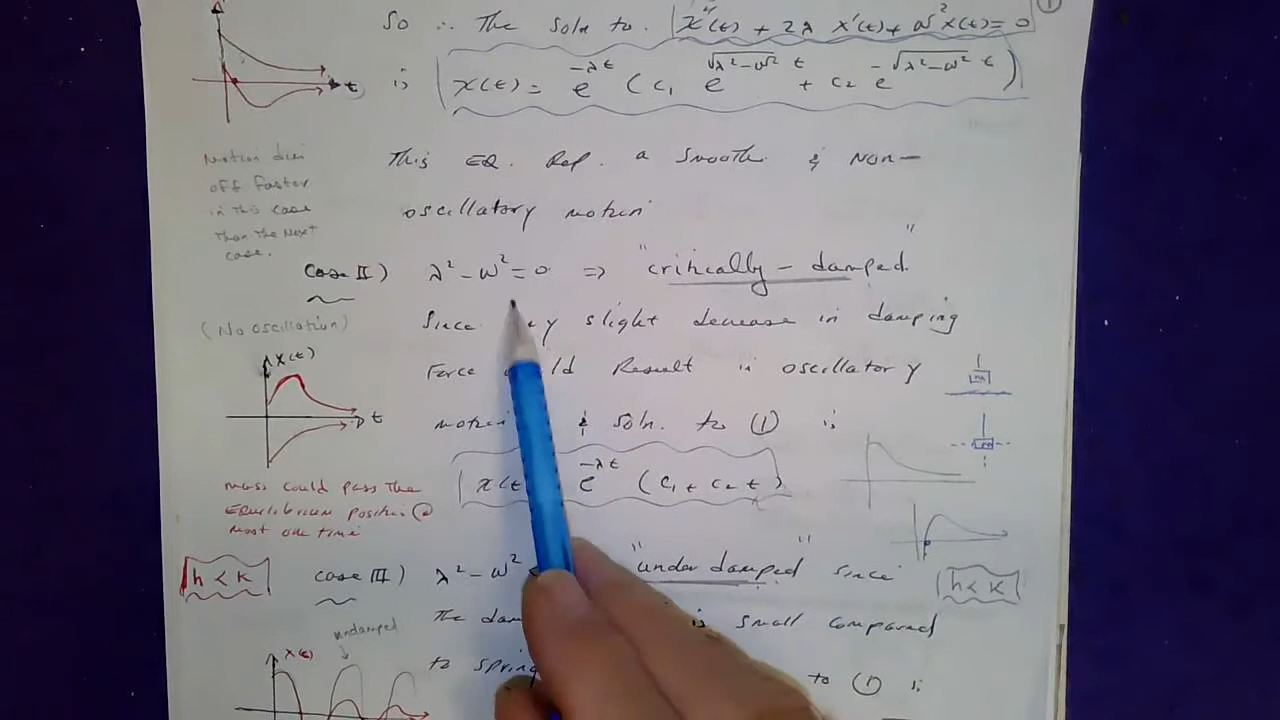 So ∴ The Soln to. x''(t) + 2λ x'(t) + ω²x(t) = 0
is x(t) = e^{-λt} (c₁ e^{√(λ²-ω²) t} + c₂ e^{-√(λ²-ω²) t})
t
Motion dies
off faster
in this case
Than The Next
case.
This EQ. Rep. a Smooth & Non-
oscillatory motion
Case II) λ² - ω² = 0 ⇒ "critically - damped."
(No oscillation)
Since slight decrease in damping
Force Result in oscillatory
motion & soln. to ① is
x(t)
t
m
x(t e^{-λt} (c₁ + c₂ t)
mass could pass The
Equilibrium position @
most one time
h < k
case III) λ² - ω² "under damped" since
h < k
The is small compared
undamped
x(t)
to spring to ① is